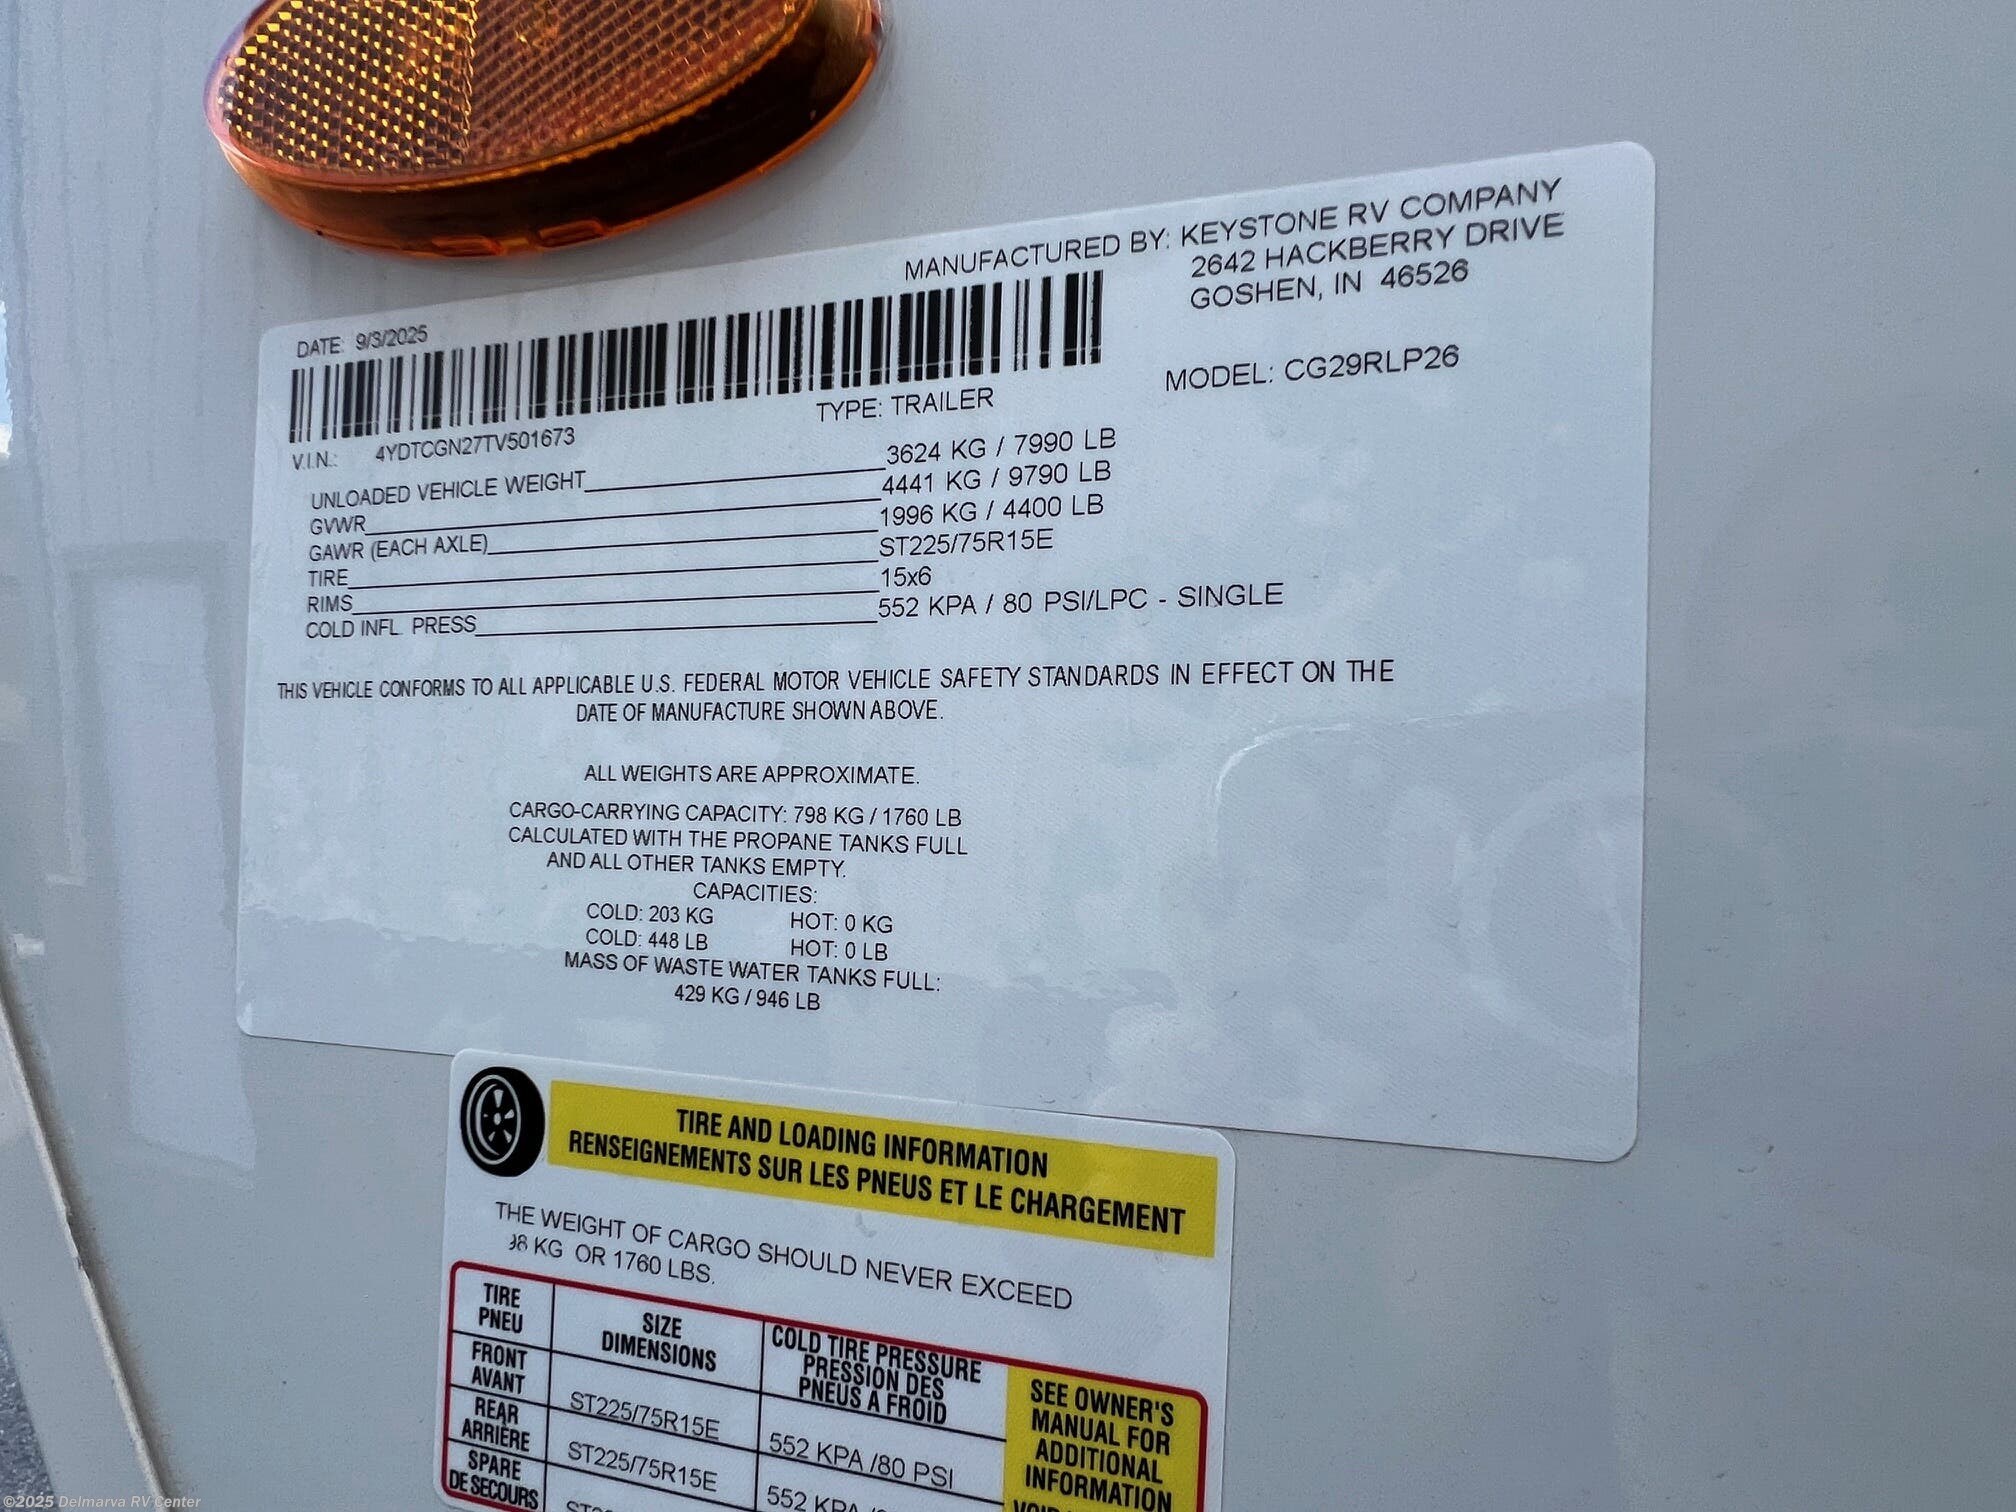 MANUFACTURED BY: KEYSTONE RV COMPANY
2642 HACKBERRY DRIVE
GOSHEN, IN 46526
DATE: 9/3/2025
MODEL: CG29RLP26
TYPE: TRAILER
V.I.N.: 4YDTCGN27TV501673
UNLOADED VEHICLE WEIGHT 3624 KG / 7990 LB
GVWR 4441 KG / 9790 LB
GAWR (EACH AXLE) 1996 KG / 4400 LB
TIRE ST225/75R15E
RIMS 15x6
COLD INFL. PRESS 552 KPA / 80 PSI/LPC - SINGLE
THIS VEHICLE CONFORMS TO ALL APPLICABLE U.S. FEDERAL MOTOR VEHICLE SAFETY STANDARDS IN EFFECT ON THE
DATE OF MANUFACTURE SHOWN ABOVE.
ALL WEIGHTS ARE APPROXIMATE.
CARGO-CARRYING CAPACITY: 798 KG / 1760 LB
CALCULATED WITH THE PROPANE TANKS FULL
AND ALL OTHER TANKS EMPTY.
CAPACITIES:
COLD: 203 KG HOT: 0 KG
COLD: 448 LB HOT: 0 LB
MASS OF WASTE WATER TANKS FULL:
429 KG / 946 LB
TIRE AND LOADING INFORMATION
RENSEIGNEMENTS SUR LES PNEUS ET LE CHARGEMENT
THE WEIGHT OF CARGO SHOULD NEVER EXCEED
98 KG OR 1760 LBS.
TIRE
PNEU
SIZE
DIMENSIONS
COLD TIRE PRESSURE
PRESSION DES
PNEUS A FROID
SEE OWNER'S
MANUAL FOR
ADDITIONAL
INFORMATION
FRONT
AVANT
ST225/75R15E
552 KPA /80 PSI
REAR
ARRIÈRE
ST225/75R15E
552 KPA
SPARE
DE SECOURS
©2025 Delmarva RV Center